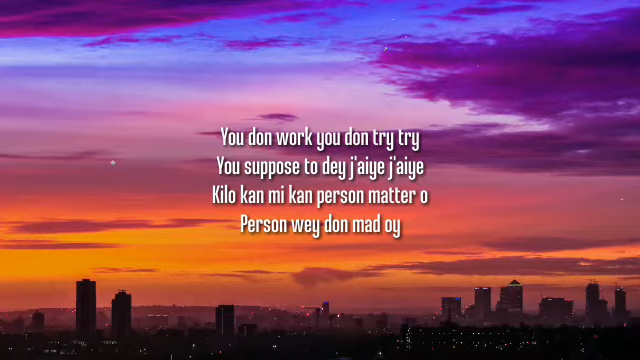 You don work you don try try
You suppose to dey j'aiye j'aiye
Kilo kan mi kan person matter o
Person wey don mad oy